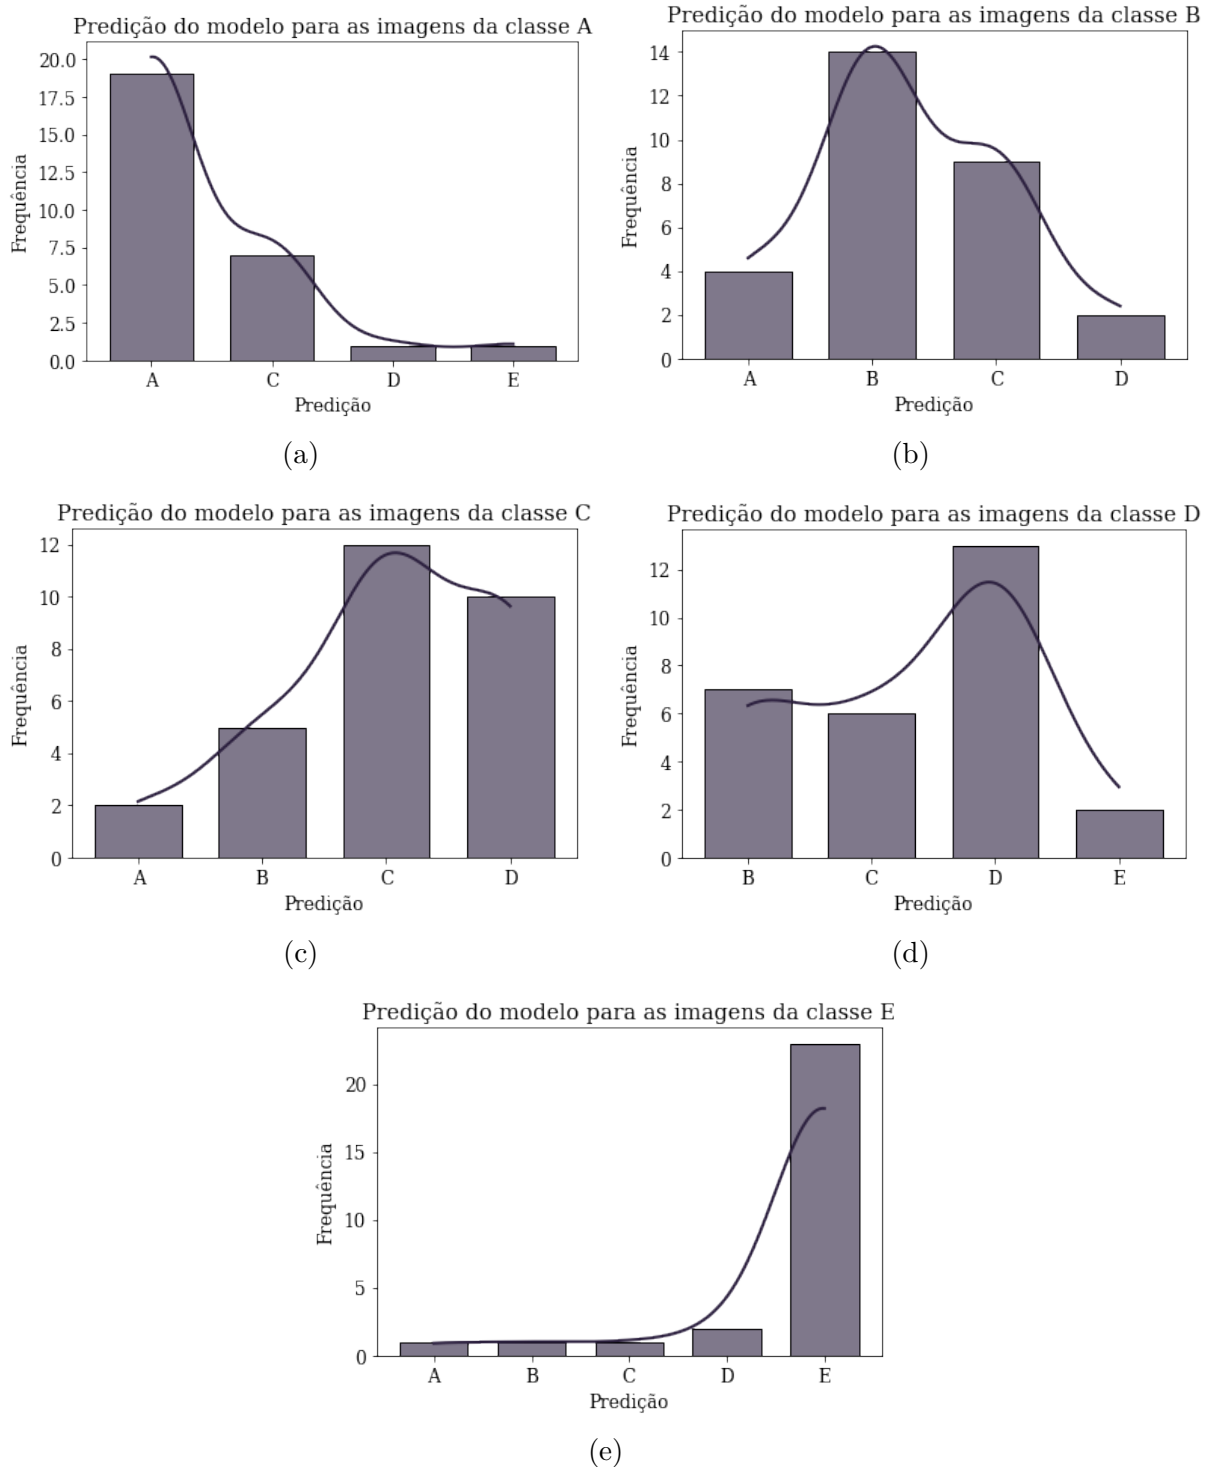 Predição do modelo para as imagens da classe A
20.0
17.5
15.0
12.5
10.0
7.5
5.0
2.5
0.0
Frequência
A C D E
Predição
(a)
Predição do modelo para as imagens da classe B
14
12
10
8
6
4
2
0
Frequência
A B C D
Predição
(b)
Predição do modelo para as imagens da classe C
12
10
8
6
4
2
0
Frequência
A B C D
Predição
(c)
Predição do modelo para as imagens da classe D
12
10
8
6
4
2
0
Frequência
B C D E
Predição
(d)
Predição do modelo para as imagens da classe E
20
15
10
5
0
Frequência
A B C D E
Predição
(e)